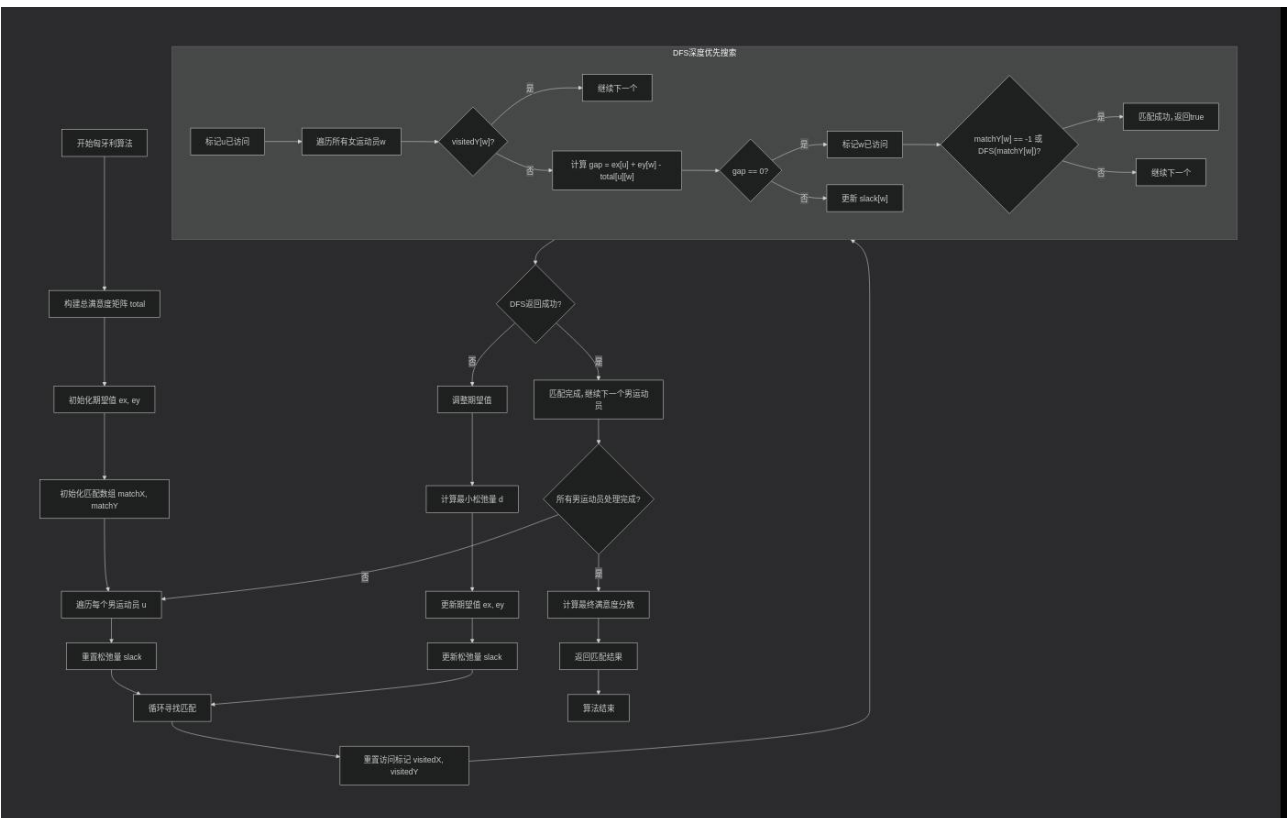 DFS深度优先搜索
开始匈牙利算法
标记u已访问
遍历所有女运动员w
visitedY[w]?
是
继续下一个
否
计算 gap = ex[u] + ey[w] -
total[u][w]
gap == 0?
是
标记w已访问
否
更新 slack[w]
matchY[w] == -1 或
DFS(matchY[w])?
是
匹配成功,返回true
否
继续下一个
构建总满意度矩阵 total
初始化期望值 ex, ey
初始化匹配数组 matchX,
matchY
遍历每个男运动员 u
重置松弛量 slack
循环寻找匹配
重置访问标记 visitedX,
visitedY
DFS返回成功?
否
调整期望值
计算最小松弛量 d
更新期望值 ex, ey
更新松弛量 slack
是
匹配完成,继续下一个男运动
员
所有男运动员处理完成?
否
是
计算最终满意度分数
返回匹配结果
算法结束